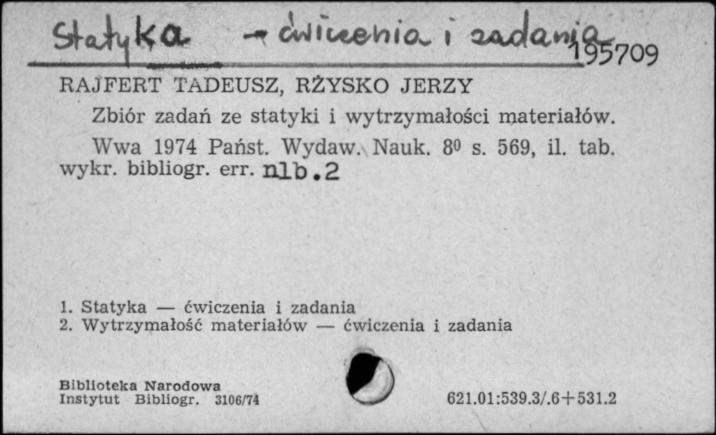 Statyka - ćwiczenia i zadania
195709
RAJFERT TADEUSZ, RŻYSKO JERZY
Zbiór zadań ze statyki i wytrzymałości materiałów.
Wwa 1974 Państ. Wydaw. Nauk. 8⁰ s. 569, il. tab.
wykr. bibliogr. err. nlb.2
1. Statyka — ćwiczenia i zadania
2. Wytrzymałość materiałów — ćwiczenia i zadania
Biblioteka Narodowa
Instytut Bibliogr. 3106/74
621.01:539.3/.6+531.2